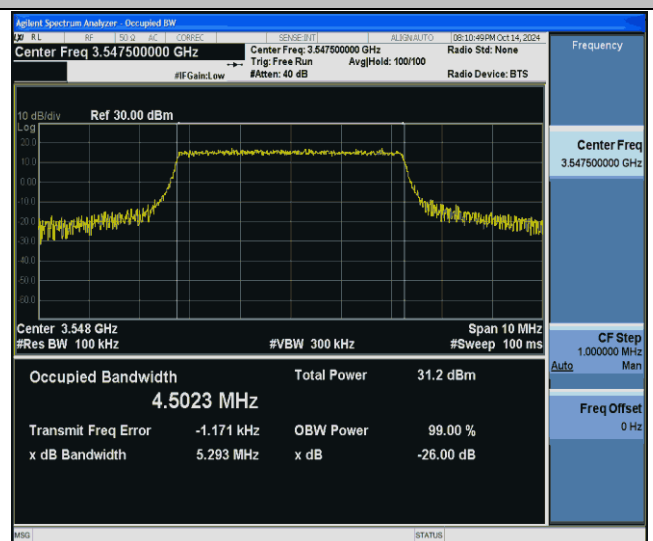 Agilent Spectrum Analyzer - Occupied BW
RL RF 50 Ω AC CORREC SENSE:INT ALIGNAUTO 08:10:49PM Oct 14, 2024
Center Freq 3.547500000 GHz Center Freq: 3.547500000 GHz Radio Std: None Frequency
Trig: Free Run Avg|Hold: 100/100
#IFGain:Low #Atten: 40 dB Radio Device: BTS
10 dB/div Ref 30.00 dBm
Log
20.0
10.0
0.00
-10.0
-20.0
-30.0
-40.0
-50.0
-60.0
Center Freq
3.547500000 GHz
Center 3.548 GHz Span 10 MHz
#Res BW 100 kHz #VBW 300 kHz #Sweep 100 ms
CF Step
1.000000 MHz
Auto Man
Occupied Bandwidth Total Power 31.2 dBm
4.5023 MHz
Transmit Freq Error -1.171 kHz OBW Power 99.00 %
x dB Bandwidth 5.293 MHz x dB -26.00 dB
Freq Offset
0 Hz
MSG STATUS